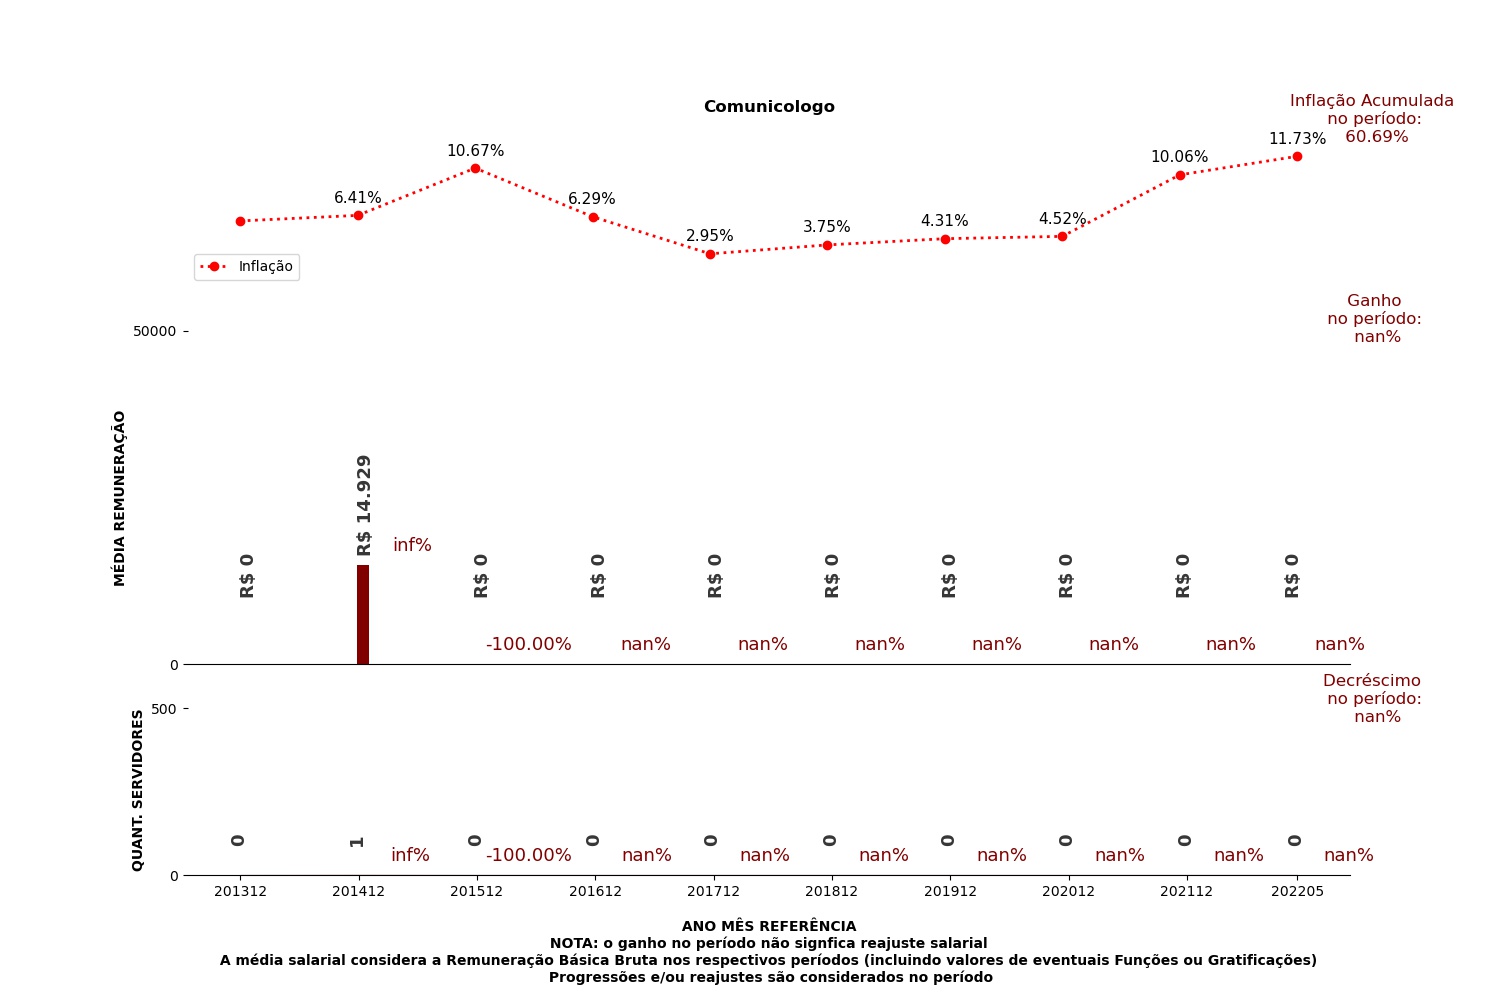 Comunicologo
Inflação Acumulada
no período:
60.69%
6.41%
10.67%
6.29%
2.95%
3.75%
4.31%
4.52%
10.06%
11.73%
Inflação
Ganho
no período:
nan%
50000
0
MÉDIA REMUNERAÇÃO
R$ 0
R$ 14.929
R$ 0
R$ 0
R$ 0
R$ 0
R$ 0
R$ 0
R$ 0
R$ 0
inf%
-100.00%
nan%
nan%
nan%
nan%
nan%
nan%
nan%
Decréscimo
no período:
nan%
500
0
QUANT. SERVIDORES
0
1
0
0
0
0
0
0
0
0
inf%
-100.00%
nan%
nan%
nan%
nan%
nan%
nan%
nan%
201312
201412
201512
201612
201712
201812
201912
202012
202112
202205
ANO MÊS REFERÊNCIA
NOTA: o ganho no período não signfica reajuste salarial
A média salarial considera a Remuneração Básica Bruta nos respectivos períodos (incluindo valores de eventuais Funções ou Gratificações)
Progressões e/ou reajustes são considerados no período